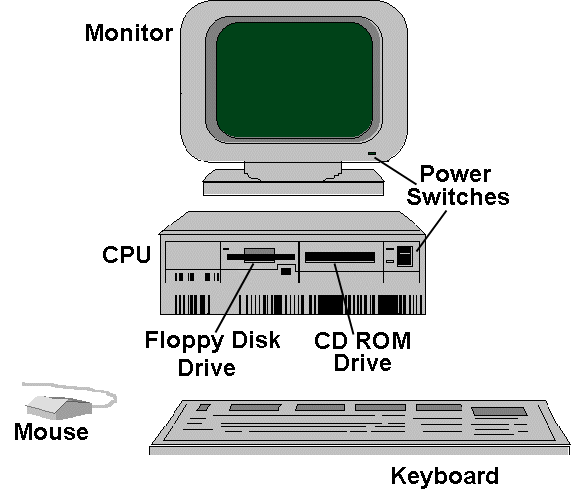 Monitor
Power
Switches
CPU
Floppy Disk
Drive
CD ROM
Drive
Mouse
Keyboard